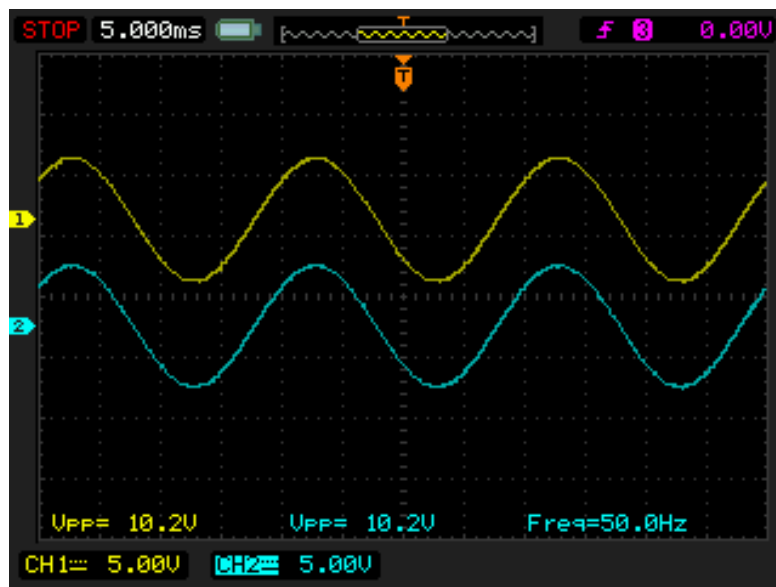 STOP 5.000ms T 3 0.00V
T
1
2
Vpp= 10.2V Vpp= 10.2V Freq=50.0Hz
CH1 5.00V CH2 5.00V